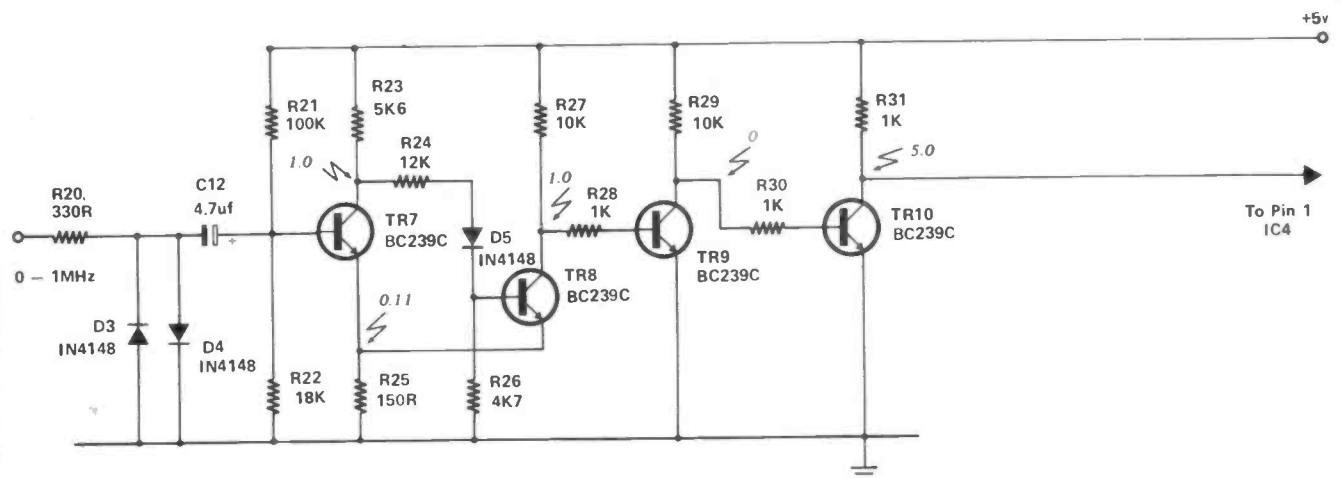 +5v
R21
100K
R23
5K6
R27
10K
R29
10K
R31
1K
1.0
R24
12K
1.0
0
5.0
R20,
330R
C12
4.7uf
+
R28
1K
R30
1K
TR7
BC239C
D5
IN4148
TR8
BC239C
TR9
BC239C
TR10
BC239C
To Pin 1
IC4
0 – 1MHz
0.11
D3
IN4148
D4
IN4148
R22
18K
R25
150R
R26
4K7